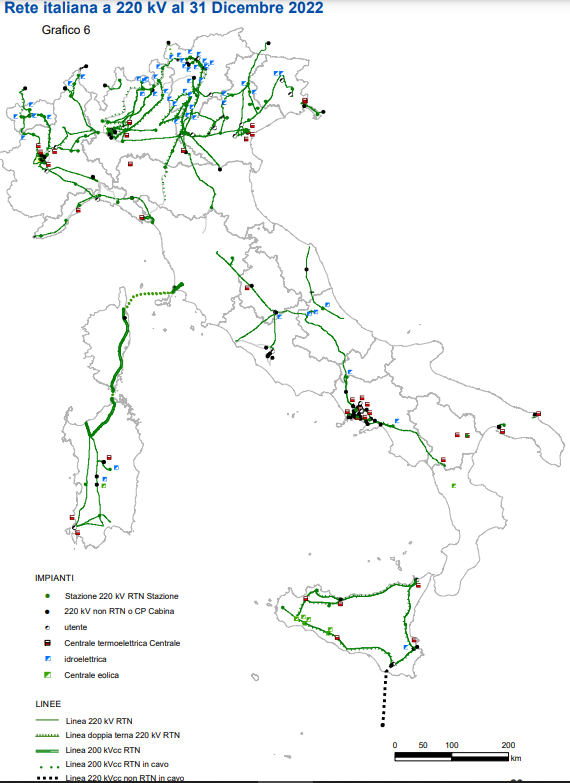 Rete italiana a 220 kV al 31 Dicembre 2022
Grafico 6
IMPIANTI
Stazione 220 kV RTN Stazione
220 kV non RTN o CP Cabina
utente
Centrale termoelettrica Centrale
idroelettrica
Centrale eolica
LINEE
Linea 220 kV RTN
Linea doppia terna 220 kV RTN
Linea 200 kVcc RTN
Linea 200 kVcc RTN in cavo
Linea 220 kVcc non RTN in cavo
0 50 100 200
km